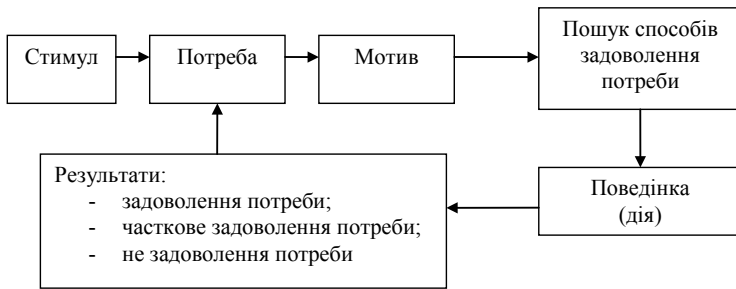 Стимул
Потреба
Мотив
Пошук способів
задоволення
потреби
Поведінка
(дія)
Результати:
- задоволення потреби;
- часткове задоволення потреби;
- не задоволення потреби